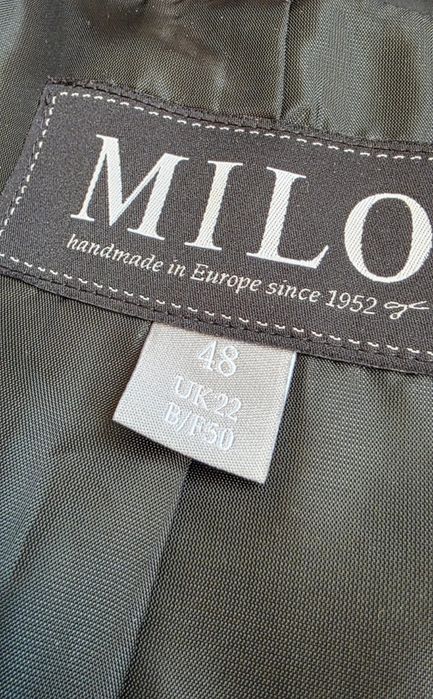 MILO
handmade in Europe since 1952
48
UK 22
B/F50